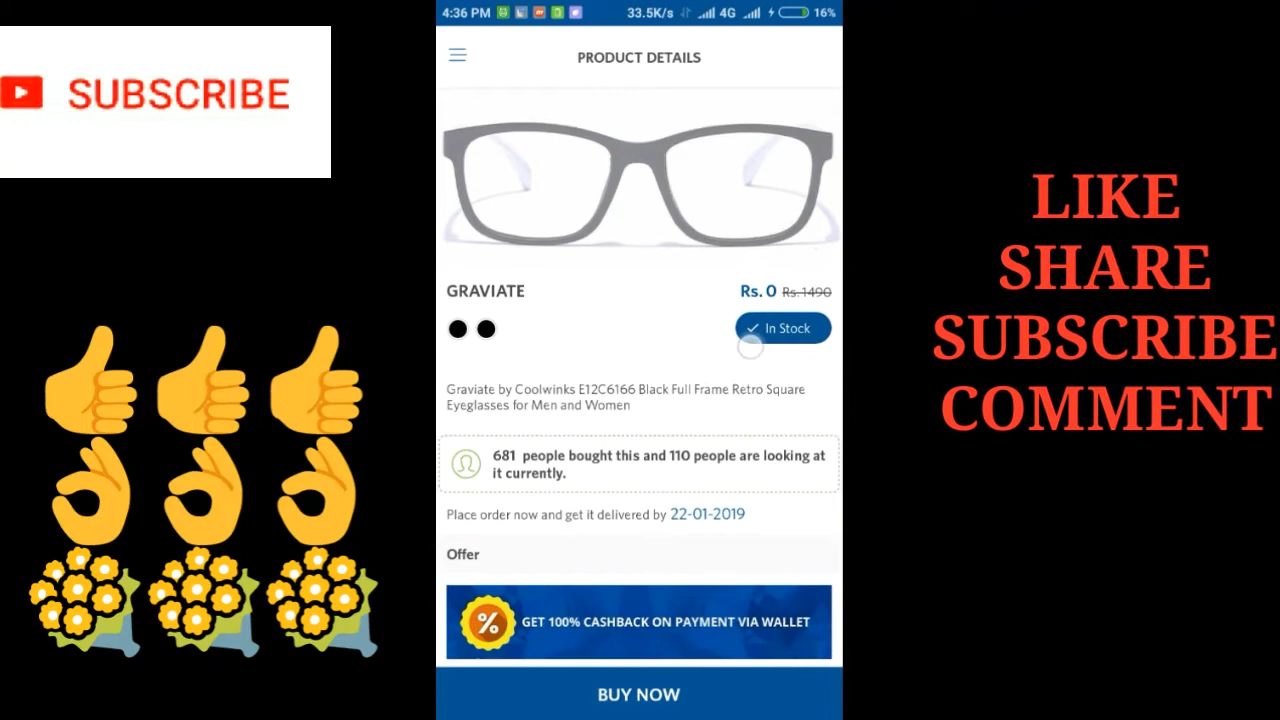 SUBSCRIBE
4:36 PM
33.5K/s
4G
16%
PRODUCT DETAILS
GRAVIATE
Rs. 0 Rs. 1490
In Stock
Graviate by Coolwinks E12C6166 Black Full Frame Retro Square
Eyeglasses for Men and Women
681 people bought this and 110 people are looking at
it currently.
Place order now and get it delivered by 22-01-2019
Offer
% GET 100% CASHBACK ON PAYMENT VIA WALLET
BUY NOW
LIKE
SHARE
SUBSCRIBE
COMMENT